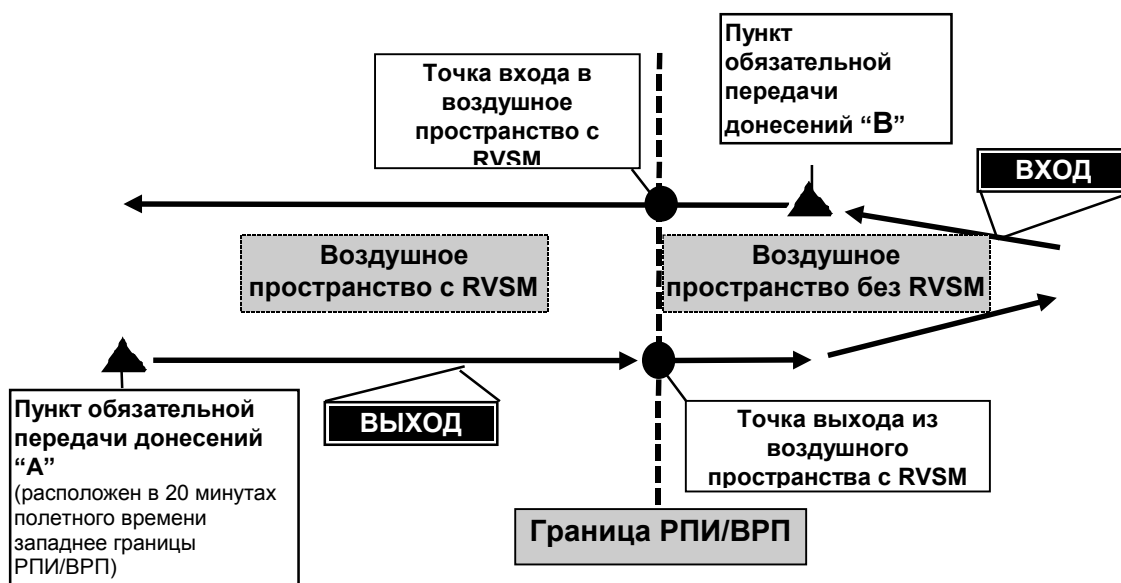 Пункт
обязательной
передачи
донесений “В”
Точка входа в
воздушное
пространство с
RVSM
ВХОД
Воздушное
пространство с RVSM
Воздушное
пространство без RVSM
Пункт обязательной
передачи донесений
“А”
(расположен в 20 минутах
полетного времени
западнее границы
РПИ/ВРП)
ВЫХОД
Точка выхода из
воздушного
пространства с RVSM
Граница РПИ/ВРП